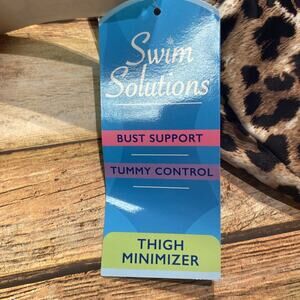 Swim
Solutions
BUST SUPPORT
TUMMY CONTROL
THIGH
MINIMIZER